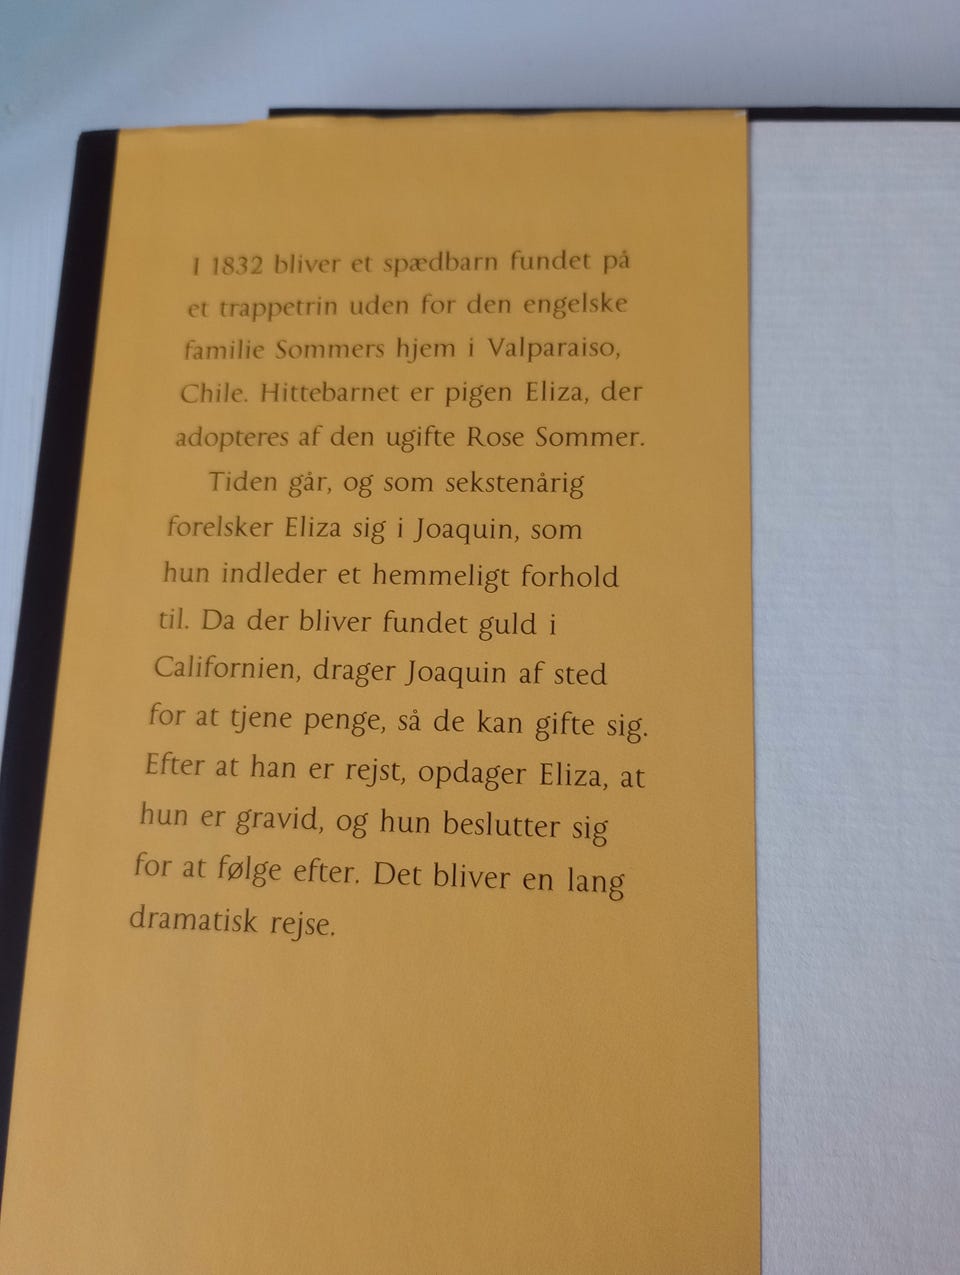 I 1832 bliver et spædbarn fundet på
et trappetrin uden for den engelske
familie Sommers hjem i Valparaiso,
Chile. Hittebarnet er pigen Eliza, der
adopteres af den ugifte Rose Sommer.
Tiden går, og som sekstenårig
forelsker Eliza sig i Joaquin, som
hun indleder et hemmeligt forhold
til. Da der bliver fundet guld i
Californien, drager Joaquin af sted
for at tjene penge, så de kan gifte sig.
Efter at han er rejst, opdager Eliza, at
hun er gravid, og hun beslutter sig
for at følge efter. Det bliver en lang
dramatisk rejse.